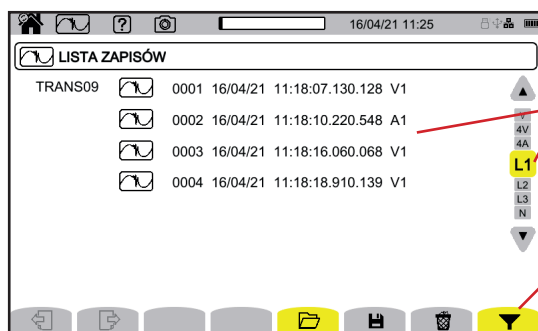 ? 16/04/21 11:25
LISTA ZAPISÓW
TRANS09 0001 16/04/21 11:18:07.130.128 V1
0002 16/04/21 11:18:10.220.548 A1
0003 16/04/21 11:18:16.060.068 V1
0004 16/04/21 11:18:18.910.139 V1
4V
4A
L1
L2
L3
N